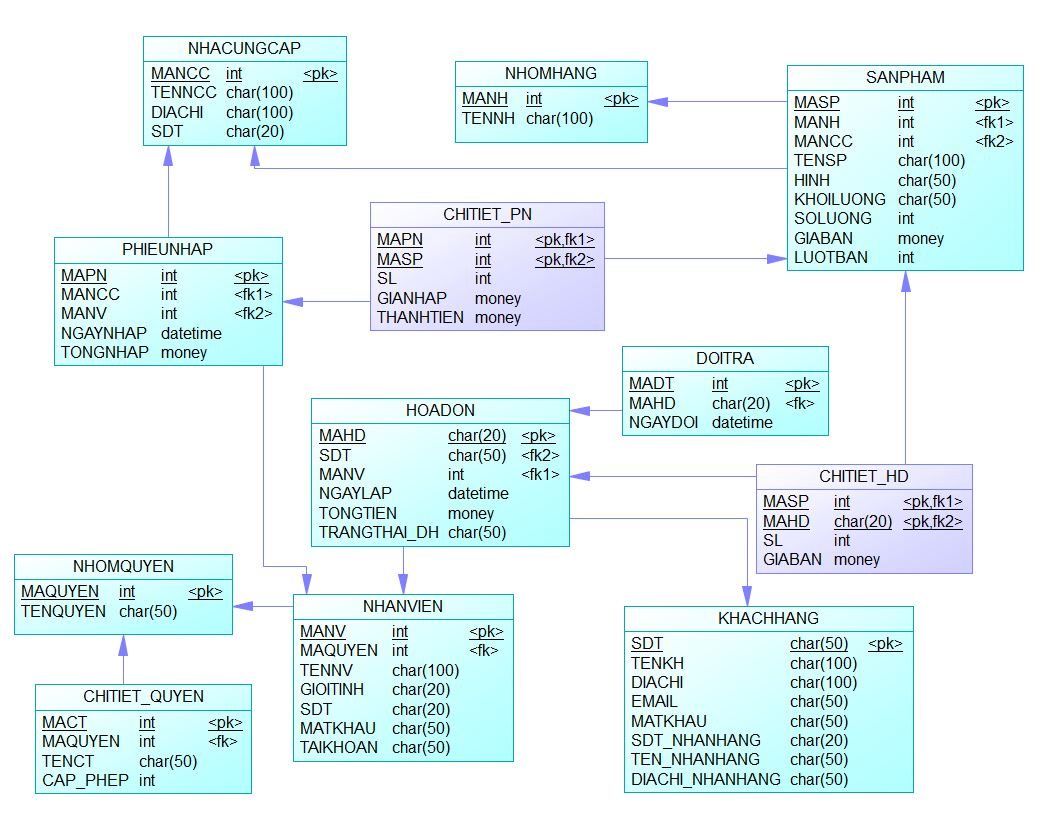 NHACUNGCAP
MANCC int <pk>
TENNCC char(100)
DIACHI char(100)
SDT char(20)
NHOMHANG
MANH int <pk>
TENNH char(100)
SANPHAM
MASP int <pk>
MANH int <fk1>
MANCC int <fk2>
TENSP char(100)
HINH char(50)
KHOILUONG char(50)
SOLUONG int
GIABAN money
LUOTBAN int
CHITIET_PN
MAPN int <pk,fk1>
MASP int <pk,fk2>
SL int
GIANHAP money
THANHTIEN money
PHIEUNHAP
MAPN int <pk>
MANCC int <fk1>
MANV int <fk2>
NGAYNHAP datetime
TONGNHAP money
DOITRA
MADT int <pk>
MAHD char(20) <fk>
NGAYDOI datetime
HOADON
MAHD char(20) <pk>
SDT char(50) <fk2>
MANV int <fk1>
NGAYLAP datetime
TONGTIEN money
TRANGTHAI_DH char(50)
CHITIET_HD
MASP int <pk,fk1>
MAHD char(20) <pk,fk2>
SL int
GIABAN money
NHOMQUYEN
MAQUYEN int <pk>
TENQUYEN char(50)
NHANVIEN
MANV int <pk>
MAQUYEN int <fk>
TENNV char(100)
GIOITINH char(20)
SDT char(20)
MATKHAU char(50)
TAIKHOAN char(50)
KHACHHANG
SDT char(50) <pk>
TENKH char(100)
DIACHI char(100)
EMAIL char(50)
MATKHAU char(50)
SDT_NHANHANG char(20)
TEN_NHANHANG char(50)
DIACHI_NHANHANG char(50)
CHITIET_QUYEN
MACT int <pk>
MAQUYEN int <fk>
TENCT char(50)
CAP_PHEP int